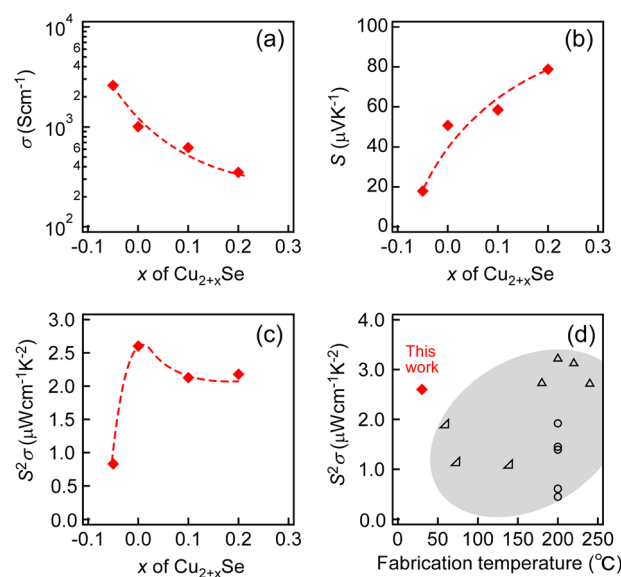 (a)
σ (Scm⁻¹)
10⁴
6
4
2
10³
6
4
2
10²
-0.1 0.0 0.1 0.2 0.3
x of Cu₂₊ₓSe
(b)
S (μVK⁻¹)
100
80
60
40
20
0
-0.1 0.0 0.1 0.2 0.3
x of Cu₂₊ₓSe
(c)
S²σ (μWcm⁻¹K⁻²)
3.0
2.5
2.0
1.5
1.0
0.5
0.0
-0.1 0.0 0.1 0.2 0.3
x of Cu₂₊ₓSe
(d)
This
work
S²σ (μWcm⁻¹K⁻²)
4.0
3.0
2.0
1.0
0.0
0 50 100 150 200 250
Fabrication temperature (℃)